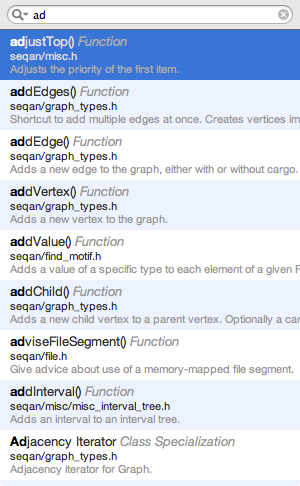 ad
adjustTop() Function
seqan/misc.h
Adjusts the priority of the first item.
addEdges() Function
seqan/graph_types.h
Shortcut to add multiple edges at once. Creates vertices im
addEdge() Function
seqan/graph_types.h
Adds a new edge to the graph, either with or without cargo.
addVertex() Function
seqan/graph_types.h
Adds a new vertex to the graph.
addValue() Function
seqan/find_motif.h
Adds a value of a specific type to each element of a given F
addChild() Function
seqan/graph_types.h
Adds a new child vertex to a parent vertex. Optionally a car
adviseFileSegment() Function
seqan/file.h
Give advice about use of a memory-mapped file segment.
addInterval() Function
seqan/misc/misc_interval_tree.h
Adds an interval to an interval tree.
Adjacency Iterator Class Specialization
seqan/graph_types.h
Adjacency iterator for Graph.